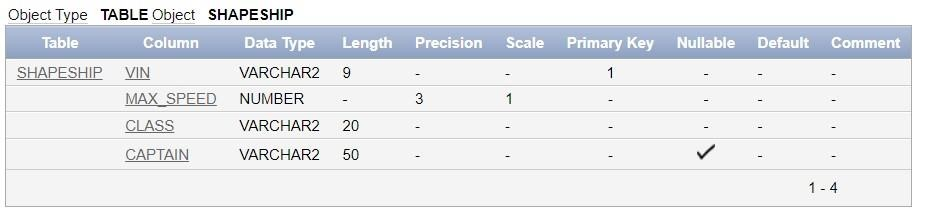 Object Type TABLE Object SHAPESHIP
Table Column Data Type Length Precision Scale Primary Key Nullable Default Comment
SHAPESHIP VIN VARCHAR2 9 - - 1 - - -
MAX_SPEED NUMBER - 3 1 - - - -
CLASS VARCHAR2 20 - - - - - -
CAPTAIN VARCHAR2 50 - - - ✓ - -
1 - 4